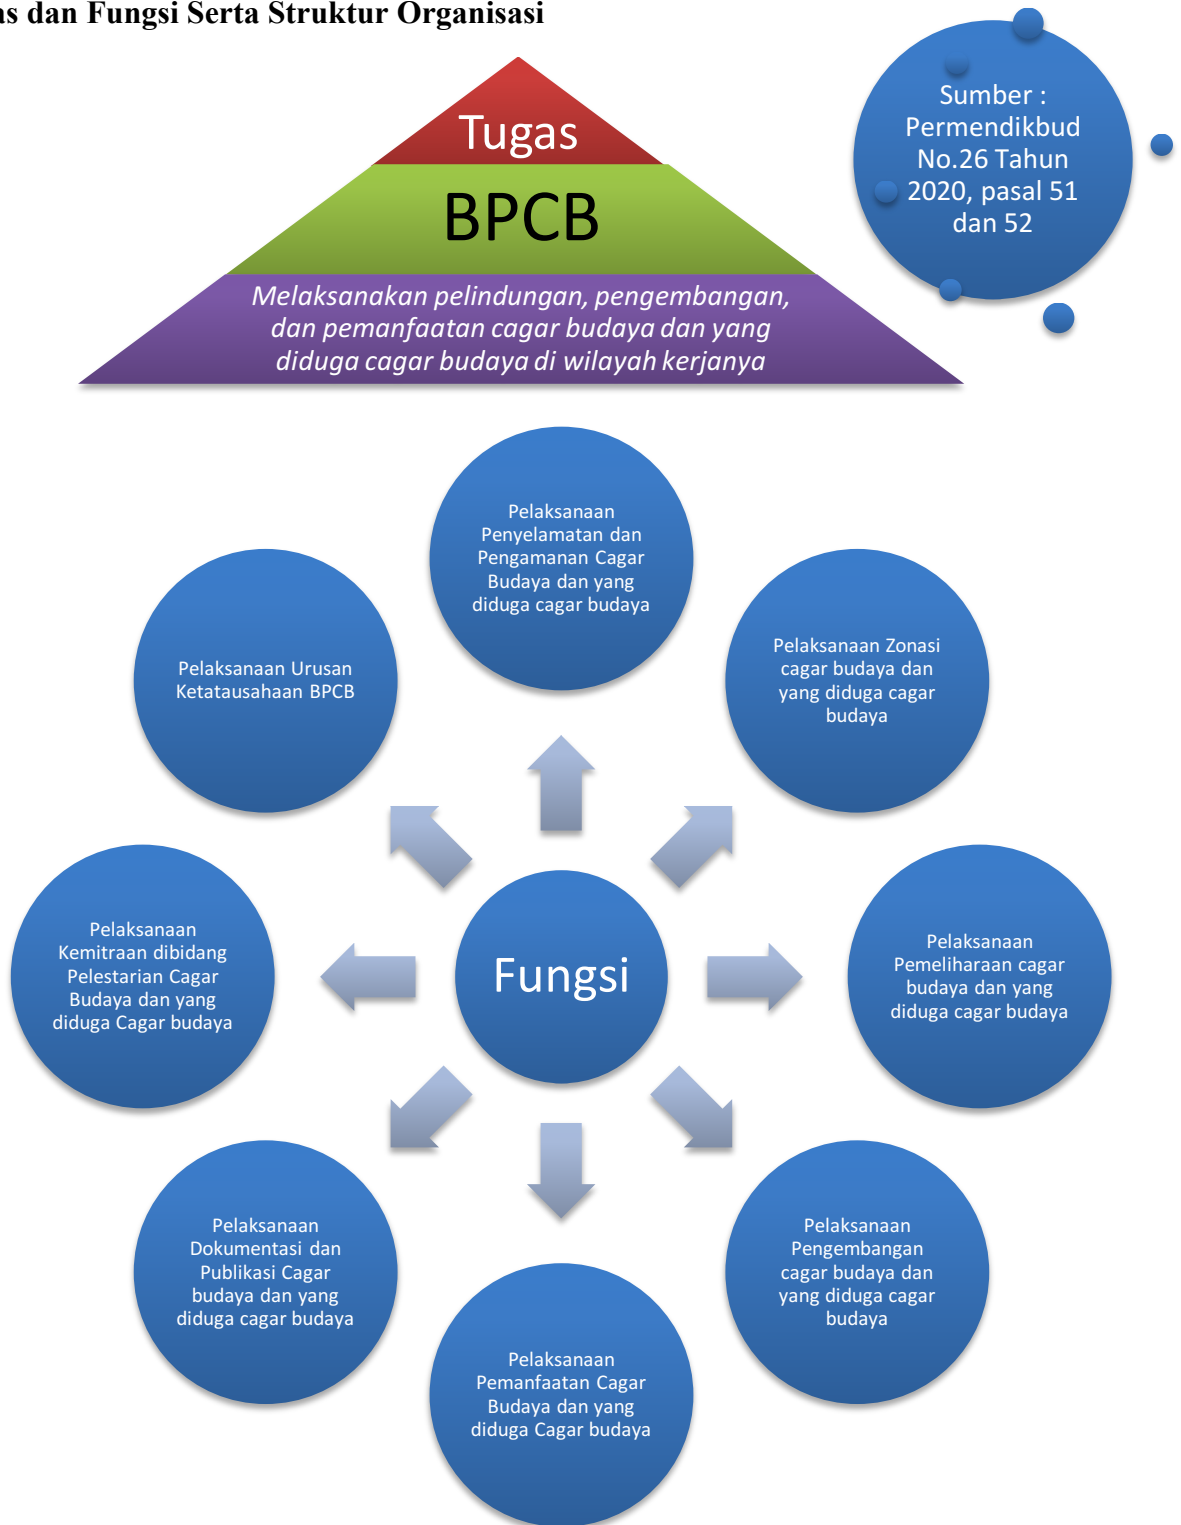 as dan Fungsi Serta Struktur Organisasi
Tugas
BPCB
Melaksanakan pelindungan, pengembangan,
dan pemanfaatan cagar budaya dan yang
diduga cagar budaya di wilayah kerjanya
Sumber :
Permendikbud
No.26 Tahun
2020, pasal 51
dan 52
Pelaksanaan
Penyelamatan dan
Pengamanan Cagar
Budaya dan yang
diduga cagar budaya
Pelaksanaan Zonasi
cagar budaya dan
yang diduga cagar
budaya
Pelaksanaan
Pemeliharaan cagar
budaya dan yang
diduga cagar budaya
Pelaksanaan
Pengembangan
cagar budaya dan
yang diduga cagar
budaya
Pelaksanaan
Pemanfaatan Cagar
Budaya dan yang
diduga Cagar budaya
Pelaksanaan
Dokumentasi dan
Publikasi Cagar
budaya dan yang
diduga cagar budaya
Pelaksanaan
Kemitraan dibidang
Pelestarian Cagar
Budaya dan yang
diduga Cagar budaya
Pelaksanaan Urusan
Ketatausahaan BPCB
Fungsi